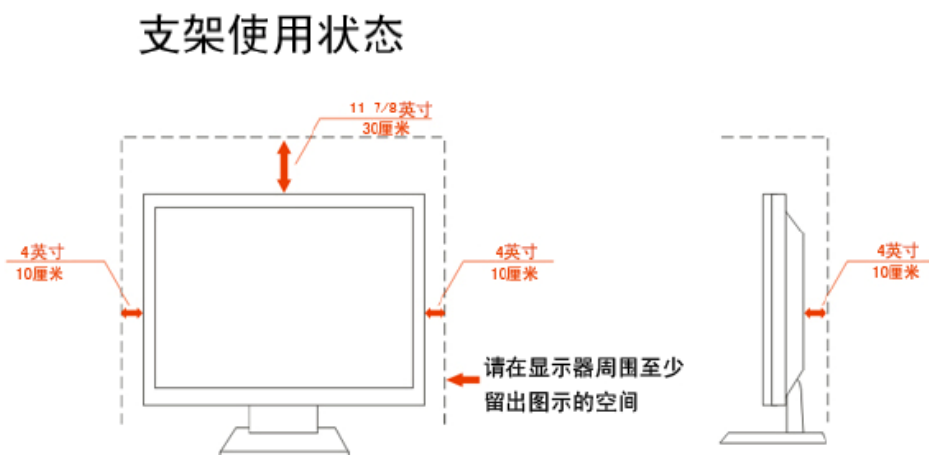 支架使用状态
11 7/8英寸
30厘米
4英寸
10厘米
4英寸
10厘米
4英寸
10厘米
请在显示器周围至少
留出图示的空间